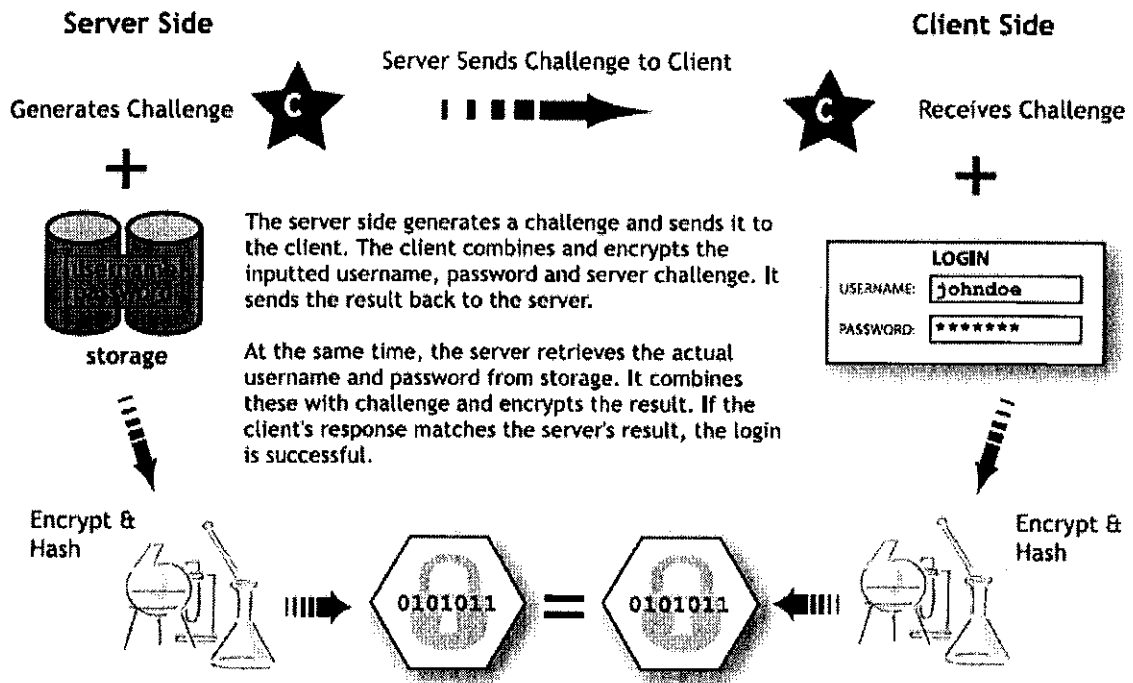 Server Side
Client Side
Server Sends Challenge to Client
Generates Challenge
C
C
Receives Challenge
+
+
The server side generates a challenge and sends it to
the client. The client combines and encrypts the
inputted username, password and server challenge. It
sends the result back to the server.
At the same time, the server retrieves the actual
username and password from storage. It combines
these with challenge and encrypts the result. If the
client's response matches the server's result, the login
is successful.
username
password
storage
LOGIN
USERNAME: johndoe
PASSWORD: *******
Encrypt &
Hash
Encrypt &
Hash
0101011
=
0101011